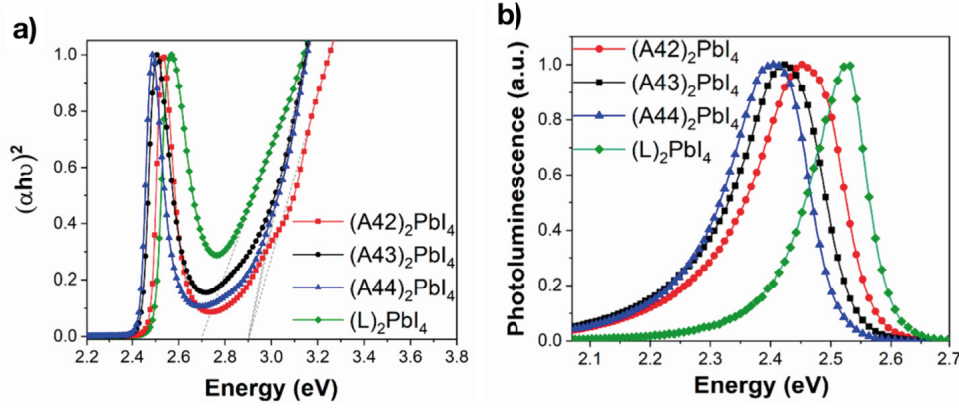 a)
(αhυ)²
1.0
0.8
0.6
0.4
0.2
0.0
(A42)₂PbI₄
(A43)₂PbI₄
(A44)₂PbI₄
(L)₂PbI₄
2.2 2.4 2.6 2.8 3.0 3.2 3.4 3.6 3.8
Energy (eV)
b)
Photoluminescence (a.u.)
1.0
0.8
0.6
0.4
0.2
0.0
(A42)₂PbI₄
(A43)₂PbI₄
(A44)₂PbI₄
(L)₂PbI₄
2.1 2.2 2.3 2.4 2.5 2.6 2.7
Energy (eV)